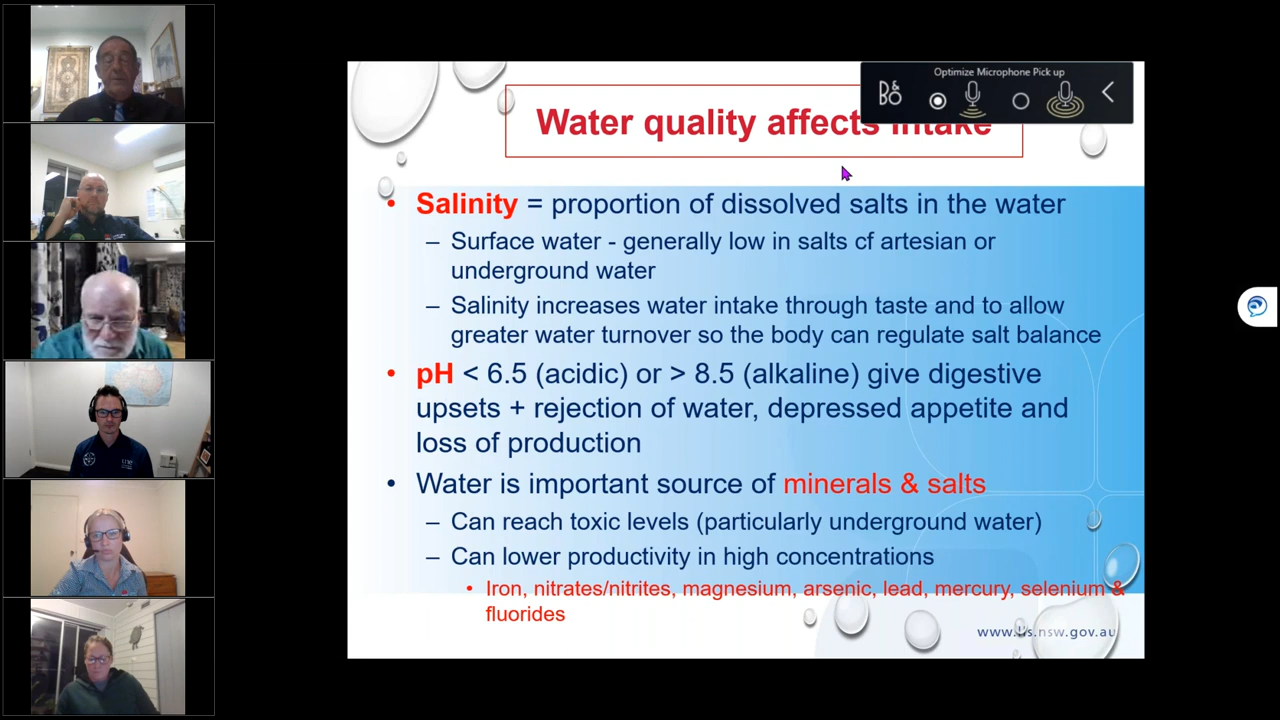 Optimize Microphone Pick up
B&O
Water quality affects intake
• Salinity = proportion of dissolved salts in the water
– Surface water - generally low in salts cf artesian or
underground water
– Salinity increases water intake through taste and to allow
greater water turnover so the body can regulate salt balance
• pH < 6.5 (acidic) or > 8.5 (alkaline) give digestive
upsets + rejection of water, depressed appetite and
loss of production
• Water is important source of minerals & salts
– Can reach toxic levels (particularly underground water)
– Can lower productivity in high concentrations
• Iron, nitrates/nitrites, magnesium, arsenic, lead, mercury, selenium &
fluorides